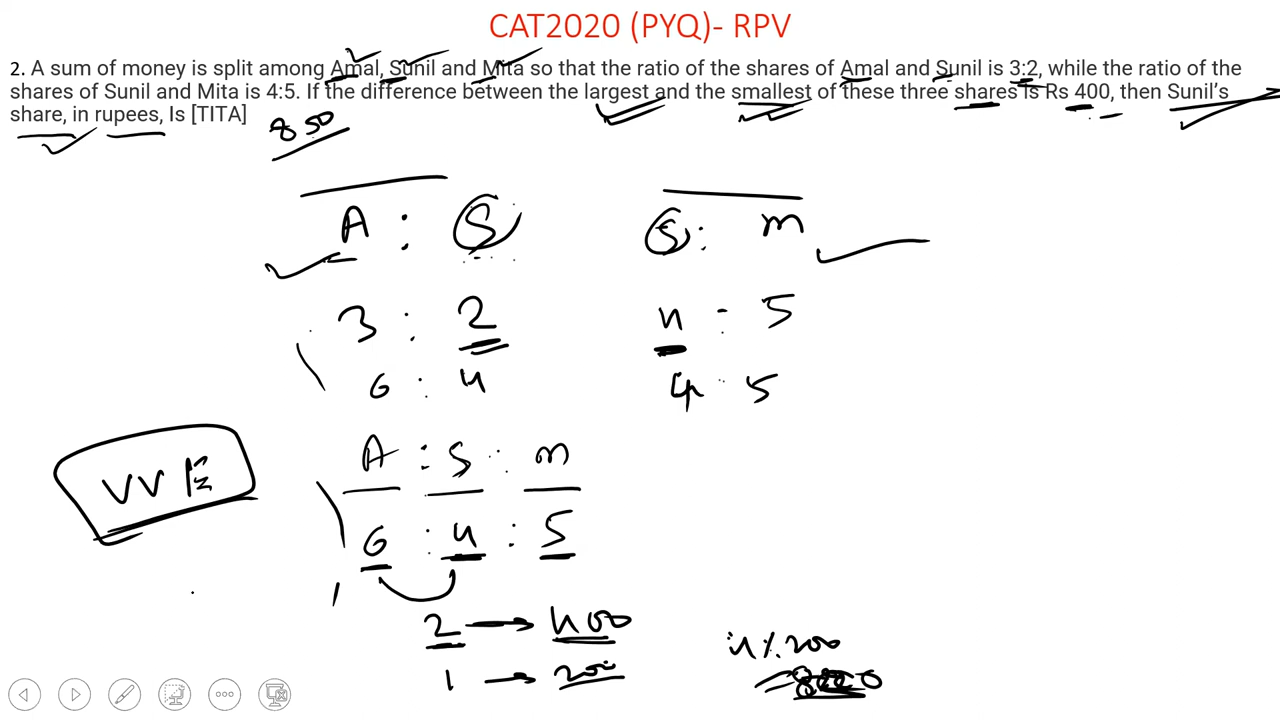 CAT2020 (PYQ)- RPV
2. A sum of money is split among Amal, Sunil and Mita so that the ratio of the shares of Amal and Sunil is 3:2, while the ratio of the
shares of Sunil and Mita is 4:5. If the difference between the largest and the smallest of these three shares is Rs 400, then Sunil's
share, in rupees, Is [TITA]
A : S S : m
3 : 2 4 : 5
6 : 4 4 : 5
A : S : m
VVE
6 : 4 : 5
2 → 400
1 → 200